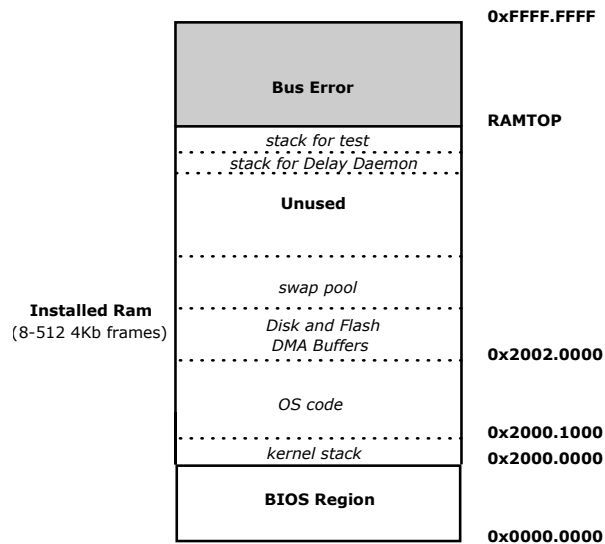 0xFFFF.FFFF
Bus Error
RAMTOP
stack for test
stack for Delay Daemon
Unused
swap pool
Installed Ram
(8-512 4Kb frames)
Disk and Flash
DMA Buffers
0x2002.0000
OS code
0x2000.1000
kernel stack
0x2000.0000
BIOS Region
0x0000.0000